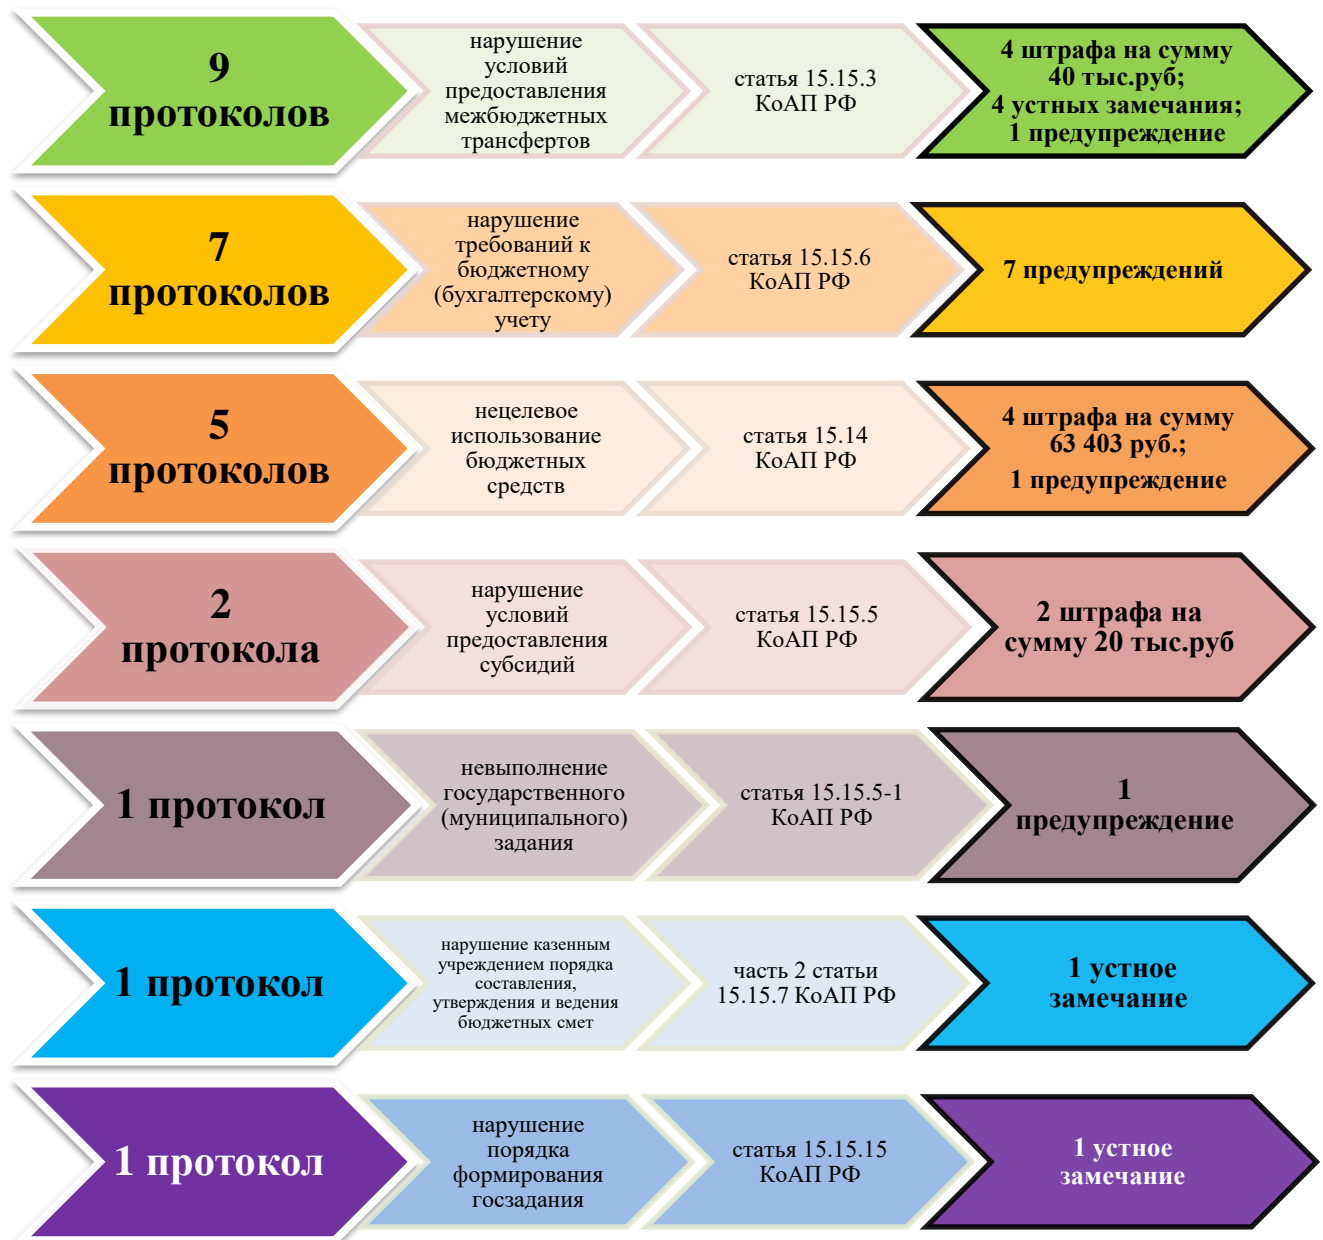 9
протоколов
нарушение
условий
предоставления
межбюджетных
трансфертов
статья 15.15.3
КоАП РФ
4 штрафа на сумму
40 тыс.руб;
4 устных замечания;
1 предупреждение
7
протоколов
нарушение
требований к
бюджетному
(бухгалтерскому)
учету
статья 15.15.6
КоАП РФ
7 предупреждений
5
протоколов
нецелевое
использование
бюджетных
средств
статья 15.14
КоАП РФ
4 штрафа на сумму
63 403 руб.;
1 предупреждение
2
протокола
нарушение
условий
предоставления
субсидий
статья 15.15.5
КоАП РФ
2 штрафа на
сумму 20 тыс.руб
1 протокол
невыполнение
государственного
(муниципального)
задания
статья 15.15.5-1
КоАП РФ
1
предупреждение
1 протокол
нарушение казенным
учреждением порядка
составления,
утверждения и ведения
бюджетных смет
часть 2 статьи
15.15.7 КоАП РФ
1 устное
замечание
1 протокол
нарушение
порядка
формирования
госзадания
статья 15.15.15
КоАП РФ
1 устное
замечание